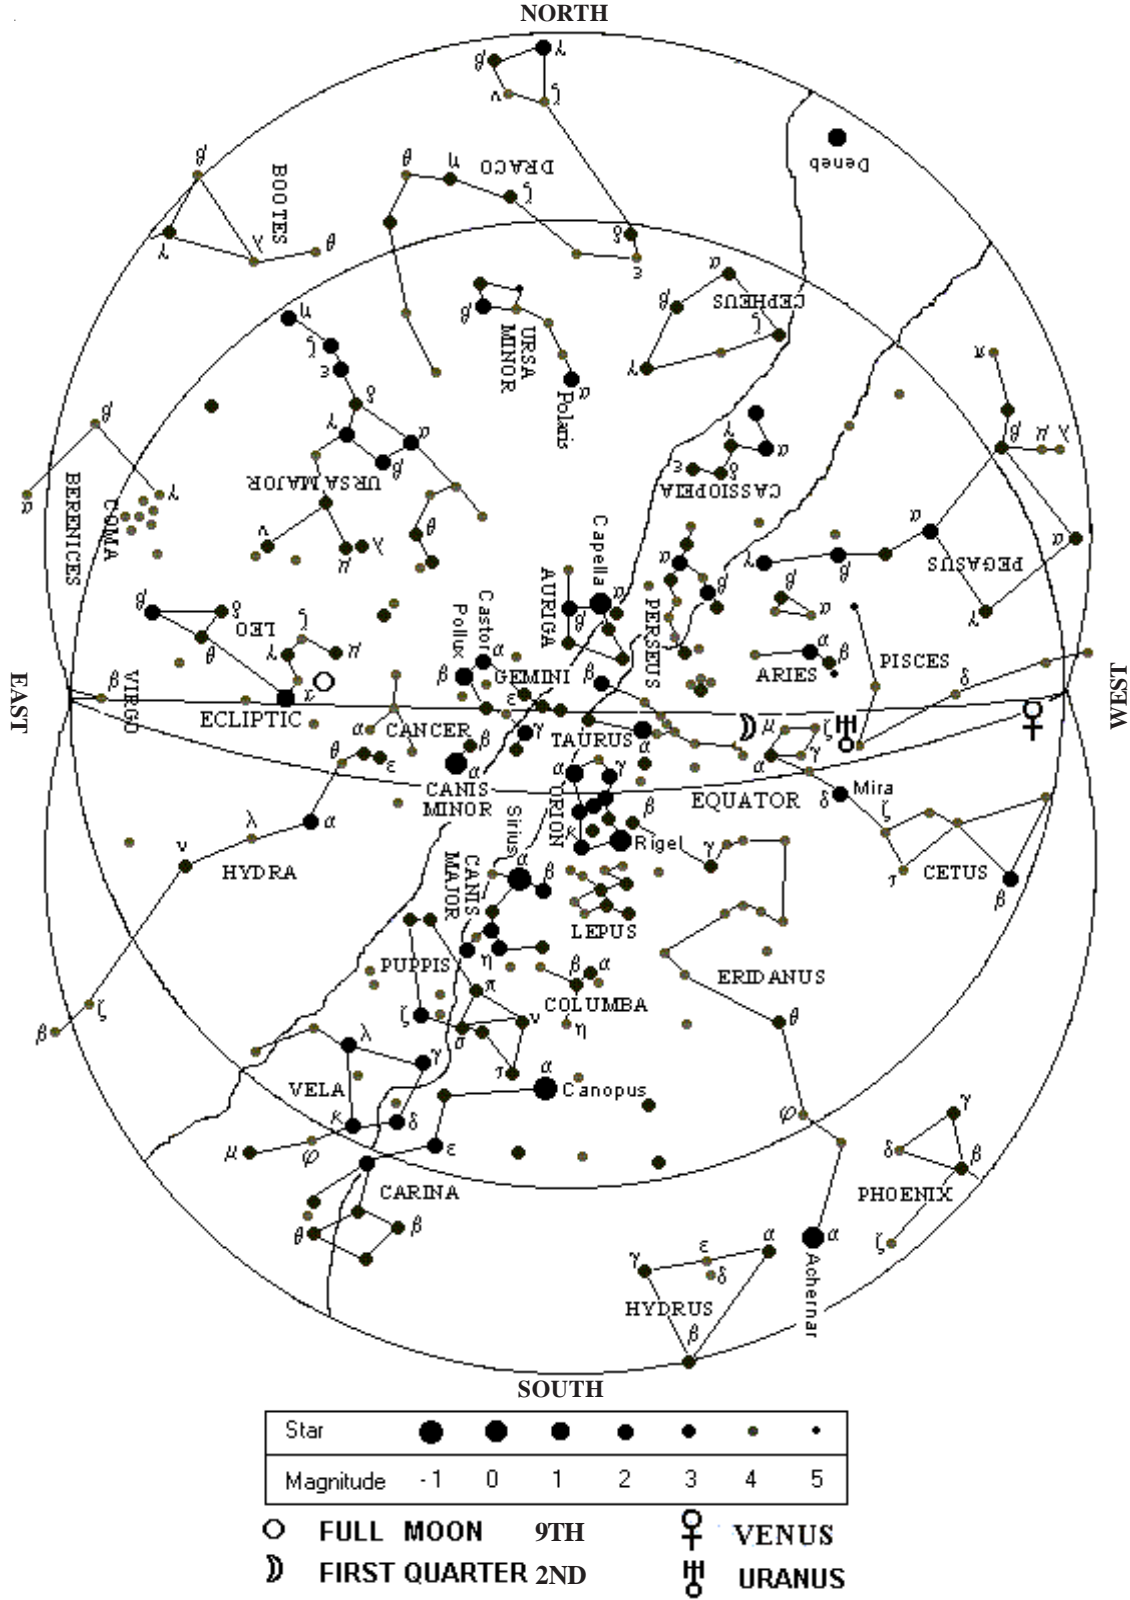 NORTH
β λ
ν ζ
Deneb
DRACO
θ η ζ
β BOOTES
γ λ θ
δ ε
α CEPHEUS
β ζ
γ
η
ζ
ε
β URSA MINOR
α Polaris
π
δ
γ α
β
URSA MAJOR
β
α γ
COMA BERENICES
γ
α
δ ε
CASSIOPEIA
β μ λ
ν μ λ θ
α PEGASUS α
γ
Capella α
AURIGA β
PERSEUS α β
γ β
β α
β δ
LEO θ
ζ γ μ α
Castor α
Pollux β
GEMINI ε γ
β
ARIES α β
PISCES
δ
EAST
WEST
β VIRGO
ECLIPTIC
α CANCER
TAURUS α
μ ζ
α γ
θ ε
β α
CANIS MINOR
α γ
ORION
κ
β
Rigel
EQUATOR
δ Mira
ζ
τ CETUS
β
λ α
ν HYDRA
Sirius α β
CANIS MAJOR
η
γ
LEPUS
PUPPIS
π
ζ
σ ν
τ
β α
COLUMBA
η
ERIDANUS
θ
β ζ
λ γ
VELA
κ δ
μ φ
α Canopus
ε
φ
γ
δ β
PHOENIX
ζ
CARINA
θ β
α Achernar
γ ε α
δ
HYDRUS
β
SOUTH
Star
Magnitude -1 0 1 2 3 4 5
FULL MOON 9TH ♀ VENUS
FIRST QUARTER 2ND ♅ URANUS